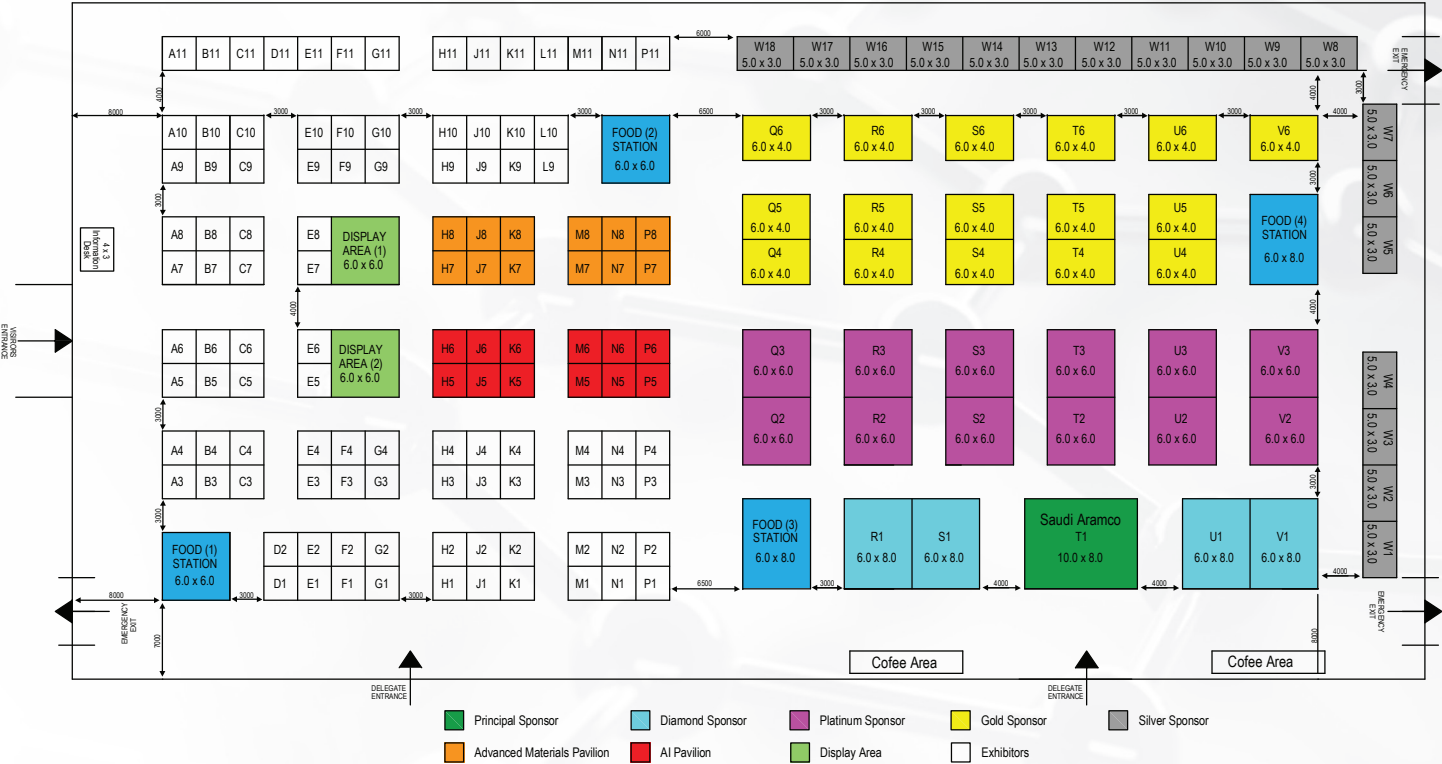 A11 B11 C11 D11 E11 F11 G11 H11 J11 K11 L11 M11 N11 P11
6000
W18 W17 W16 W15 W14 W13 W12 W11 W10 W9 W8
5.0 x 3.0 5.0 x 3.0 5.0 x 3.0 5.0 x 3.0 5.0 x 3.0 5.0 x 3.0 5.0 x 3.0 5.0 x 3.0 5.0 x 3.0 5.0 x 3.0 5.0 x 3.0
EMERGENCY
EXIT
4000 4000 3000
8000 3000 3000 3000 6500 3000 3000 3000 3000 3000 4000
A10 B10 C10 E10 F10 G10 H10 J10 K10 L10
A9 B9 C9 E9 F9 G9 H9 J9 K9 L9
FOOD (2)
STATION
6.0 x 6.0
Q6 R6 S6 T6 U6 V6
6.0 x 4.0 6.0 x 4.0 6.0 x 4.0 6.0 x 4.0 6.0 x 4.0 6.0 x 4.0
W7
5.0 x 3.0
W6
5.0 x 3.0
W5
5.0 x 3.0
3000 3000
4 x 3
Information
Desk
A8 B8 C8 E8
A7 B7 C7 E7
DISPLAY
AREA (1)
6.0 x 6.0
H8 J8 K8 M8 N8 P8
H7 J7 K7 M7 N7 P7
Q5 R5 S5 T5 U5
6.0 x 4.0 6.0 x 4.0 6.0 x 4.0 6.0 x 4.0 6.0 x 4.0
Q4 R4 S4 T4 U4
6.0 x 4.0 6.0 x 4.0 6.0 x 4.0 6.0 x 4.0 6.0 x 4.0
FOOD (4)
STATION
6.0 x 8.0
4000 4000
VISIRORS
ENTRANCE
A6 B6 C6 E6
A5 B5 C5 E5
DISPLAY
AREA (2)
6.0 x 6.0
H6 J6 K6 M6 N6 P6
H5 J5 K5 M5 N5 P5
Q3 R3 S3 T3 U3 V3
6.0 x 6.0 6.0 x 6.0 6.0 x 6.0 6.0 x 6.0 6.0 x 6.0 6.0 x 6.0
Q2 R2 S2 T2 U2 V2
6.0 x 6.0 6.0 x 6.0 6.0 x 6.0 6.0 x 6.0 6.0 x 6.0 6.0 x 6.0
W4
5.0 x 3.0
W3
5.0 x 3.0
W2
5.0 x 3.0
W1
5.0 x 3.0
3000
A4 B4 C4 E4 F4 G4 H4 J4 K4 M4 N4 P4
A3 B3 C3 E3 F3 G3 H3 J3 K3 M3 N3 P3
3000 3000
FOOD (1)
STATION
6.0 x 6.0
D2 E2 F2 G2 H2 J2 K2 M2 N2 P2
D1 E1 F1 G1 H1 J1 K1 M1 N1 P1
FOOD (3)
STATION
6.0 x 8.0
R1 S1
6.0 x 8.0 6.0 x 8.0
Saudi Aramco
T1
10.0 x 8.0
U1 V1
6.0 x 8.0 6.0 x 8.0
8000 3000 3000 6500 3000 4000 4000 4000
EMERGENCY
EXIT
7000
8000
EMERGENCY
EXIT
Cofee Area
Cofee Area
DELEGATE
ENTRANCE
DELEGATE
ENTRANCE
Principal Sponsor
Diamond Sponsor
Platinum Sponsor
Gold Sponsor
Silver Sponsor
Advanced Materials Pavilion
AI Pavilion
Display Area
Exhibitors